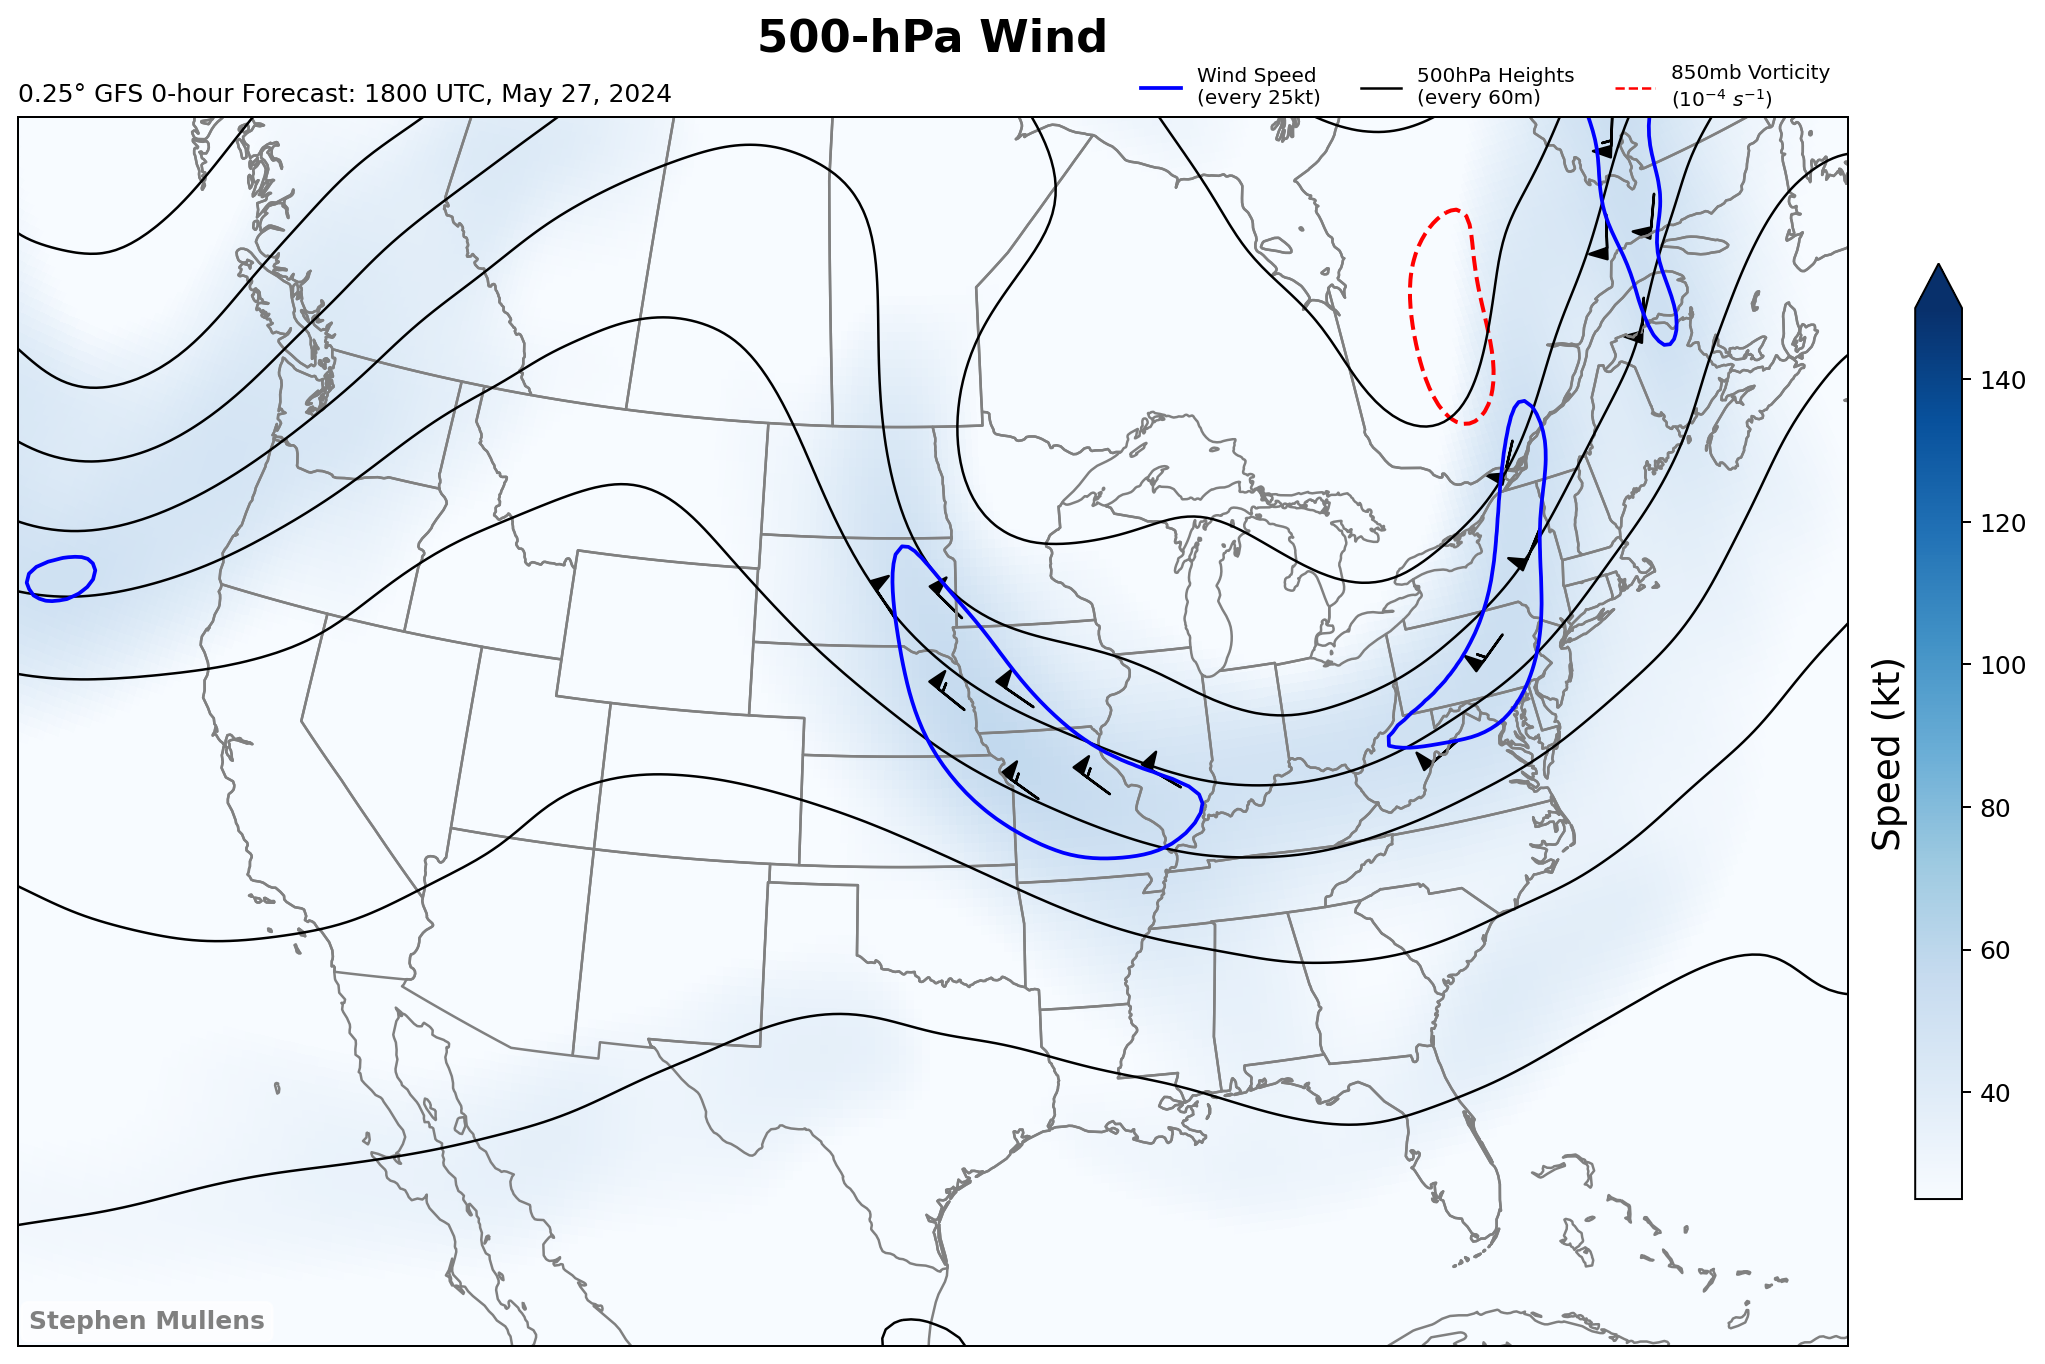 500-hPa Wind
0.25° GFS 0-hour Forecast: 1800 UTC, May 27, 2024
Wind Speed
(every 25kt)
500hPa Heights
(every 60m)
850mb Vorticity
(10⁻⁴ s⁻¹)
140
120
100
80
60
40
Speed (kt)
Stephen Mullens